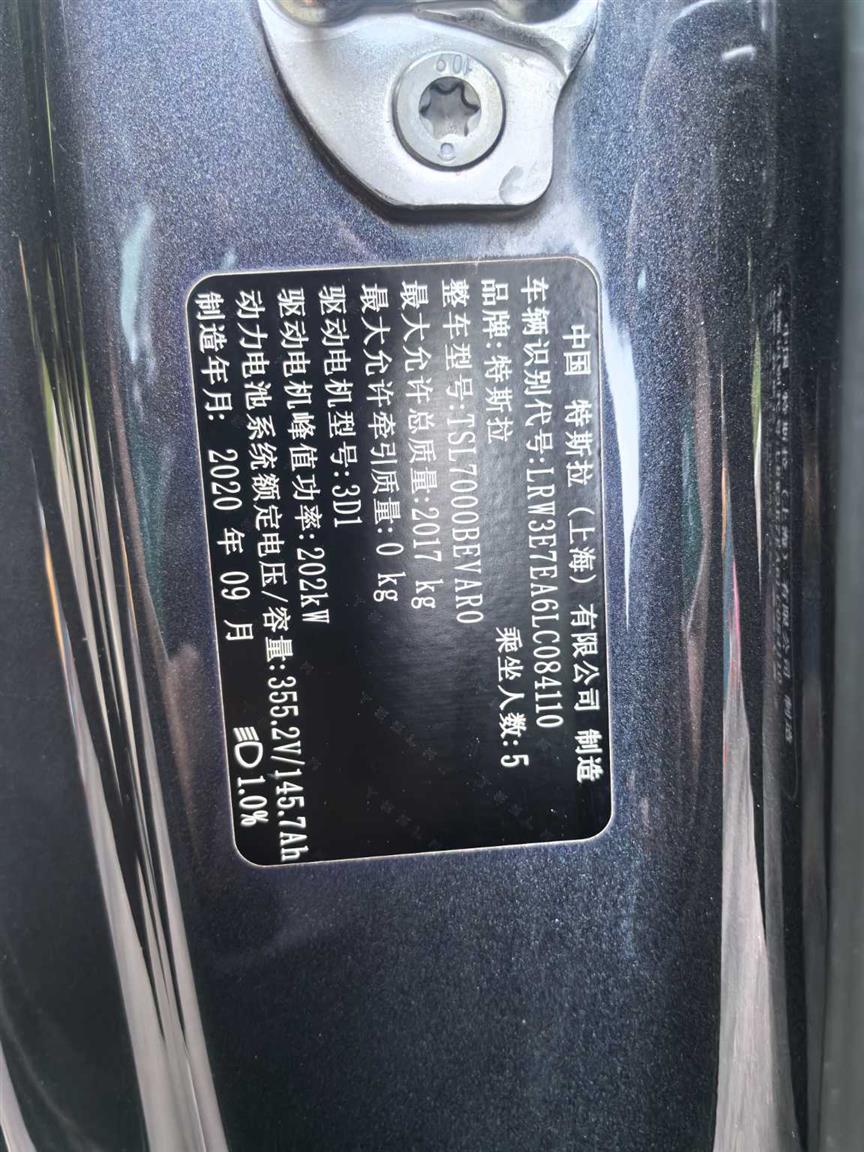 中国 特斯拉（上海）有限公司 制造
车辆识别代号:LRW3E7EA6LC084110
品牌:特斯拉 乘坐人数:5
整车型号:TSL7000BEVAR0
最大允许总质量:2017 kg
最大允许牵引质量:0 kg
驱动电机型号:3D1
驱动电机峰值功率:202kW
动力电池系统额定电压/容量:355.2V/145.7Ah
制造年月: 2020 年 09 月 1.0%
10.9